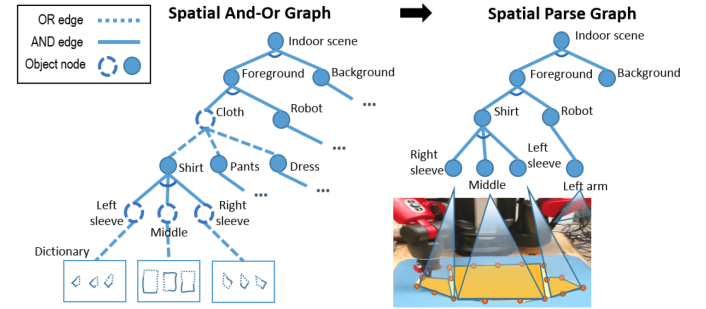 Spatial And-Or Graph
Spatial Parse Graph
OR edge
AND edge
Object node
Indoor scene
Foreground
Background
...
Cloth
Robot
...
Shirt
Pants
Dress
...
...
Left
sleeve
Middle
Right
sleeve
Dictionary
Indoor scene
Foreground
Background
Shirt
Robot
Right
sleeve
Middle
Left
sleeve
Left arm